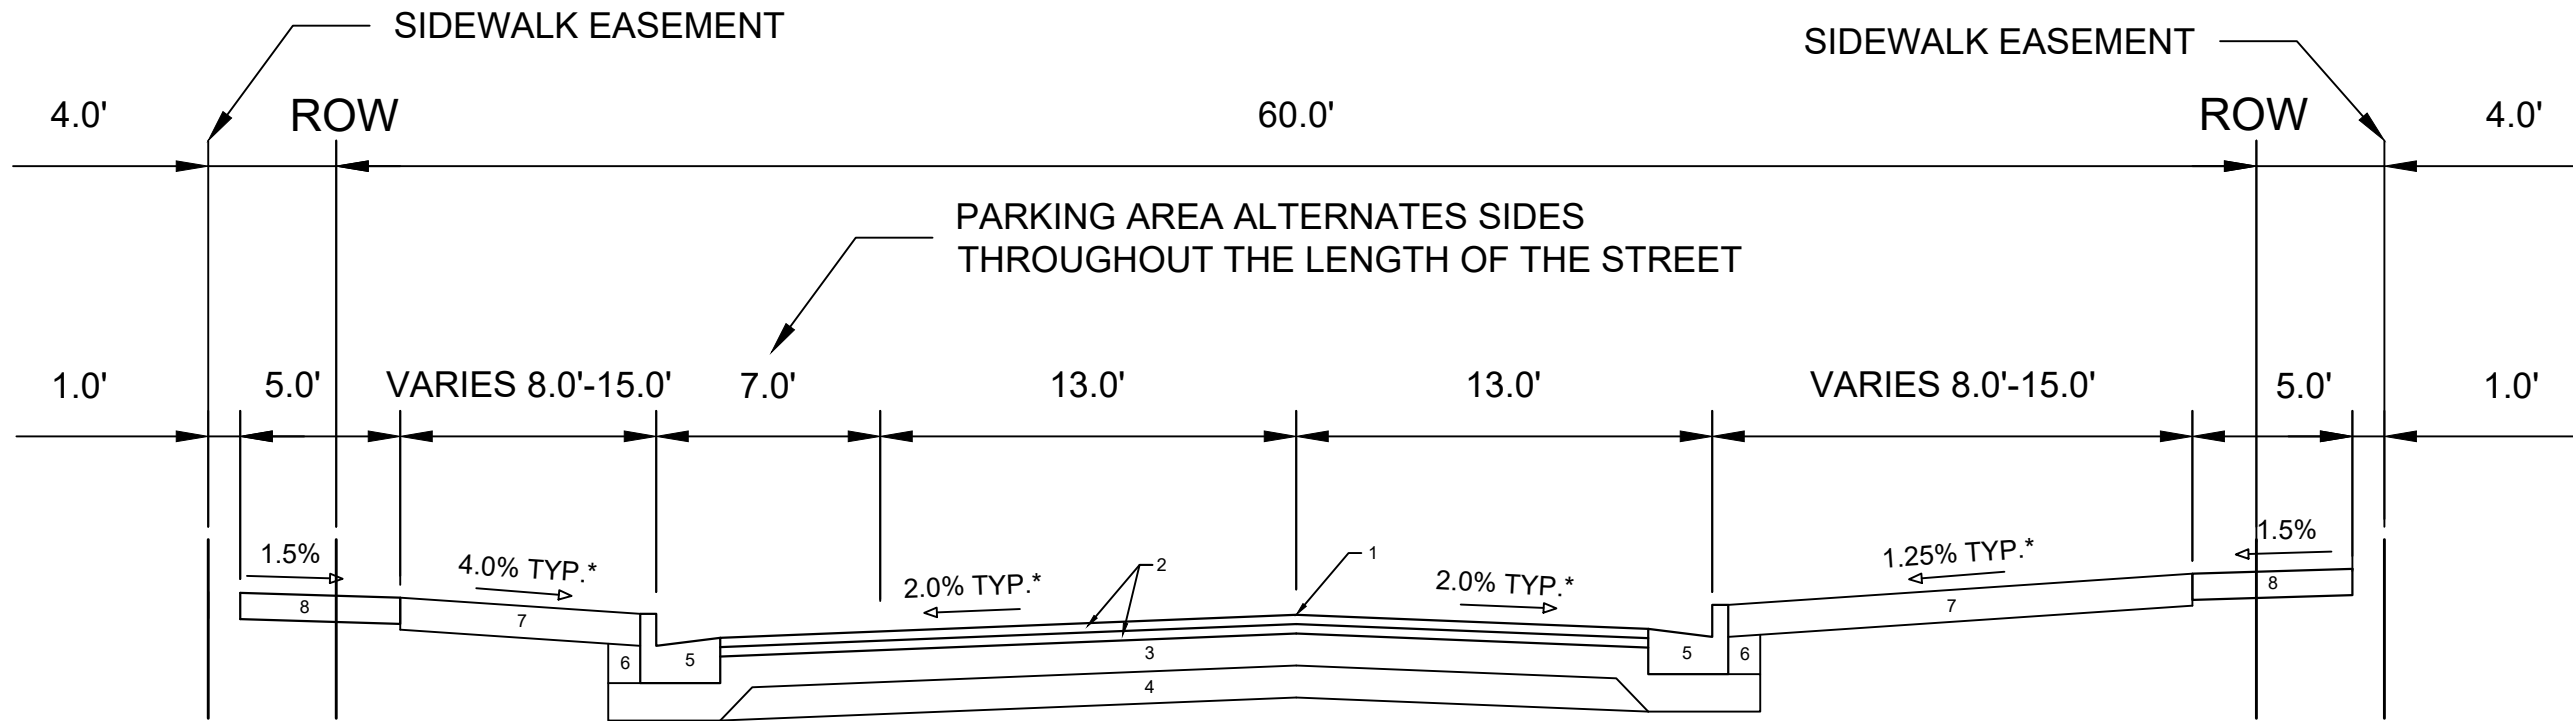 SIDEWALK EASEMENT
SIDEWALK EASEMENT
4.0'
ROW
60.0'
ROW
4.0'
PARKING AREA ALTERNATES SIDES
THROUGHOUT THE LENGTH OF THE STREET
1.0'
5.0'
VARIES 8.0'-15.0'
7.0'
13.0'
13.0'
VARIES 8.0'-15.0'
5.0'
1.0'
1.5%
4.0% TYP.*
2.0% TYP.*
2
1
2.0% TYP.*
1.25% TYP.*
1.5%
8
7
6
5
3
4
5
6
7
8